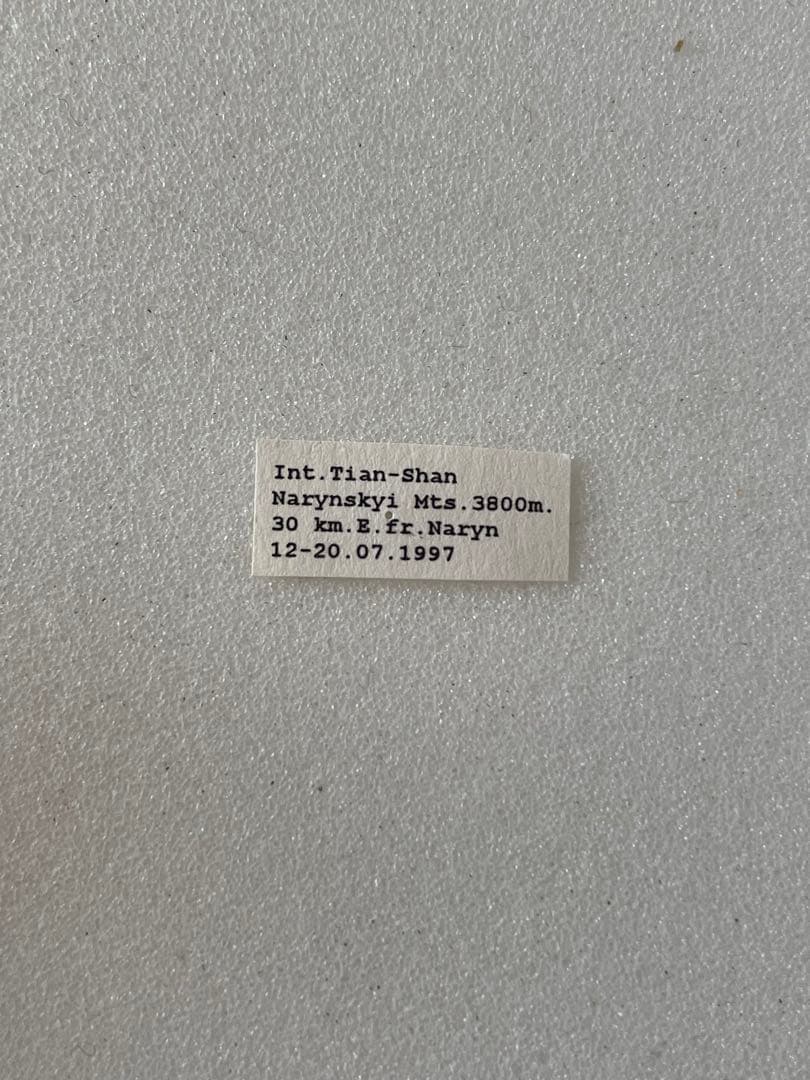 Int.Tian-Shan
Narynskyi Mts.3800m.
30 km.E.fr.Naryn
12-20.07.1997